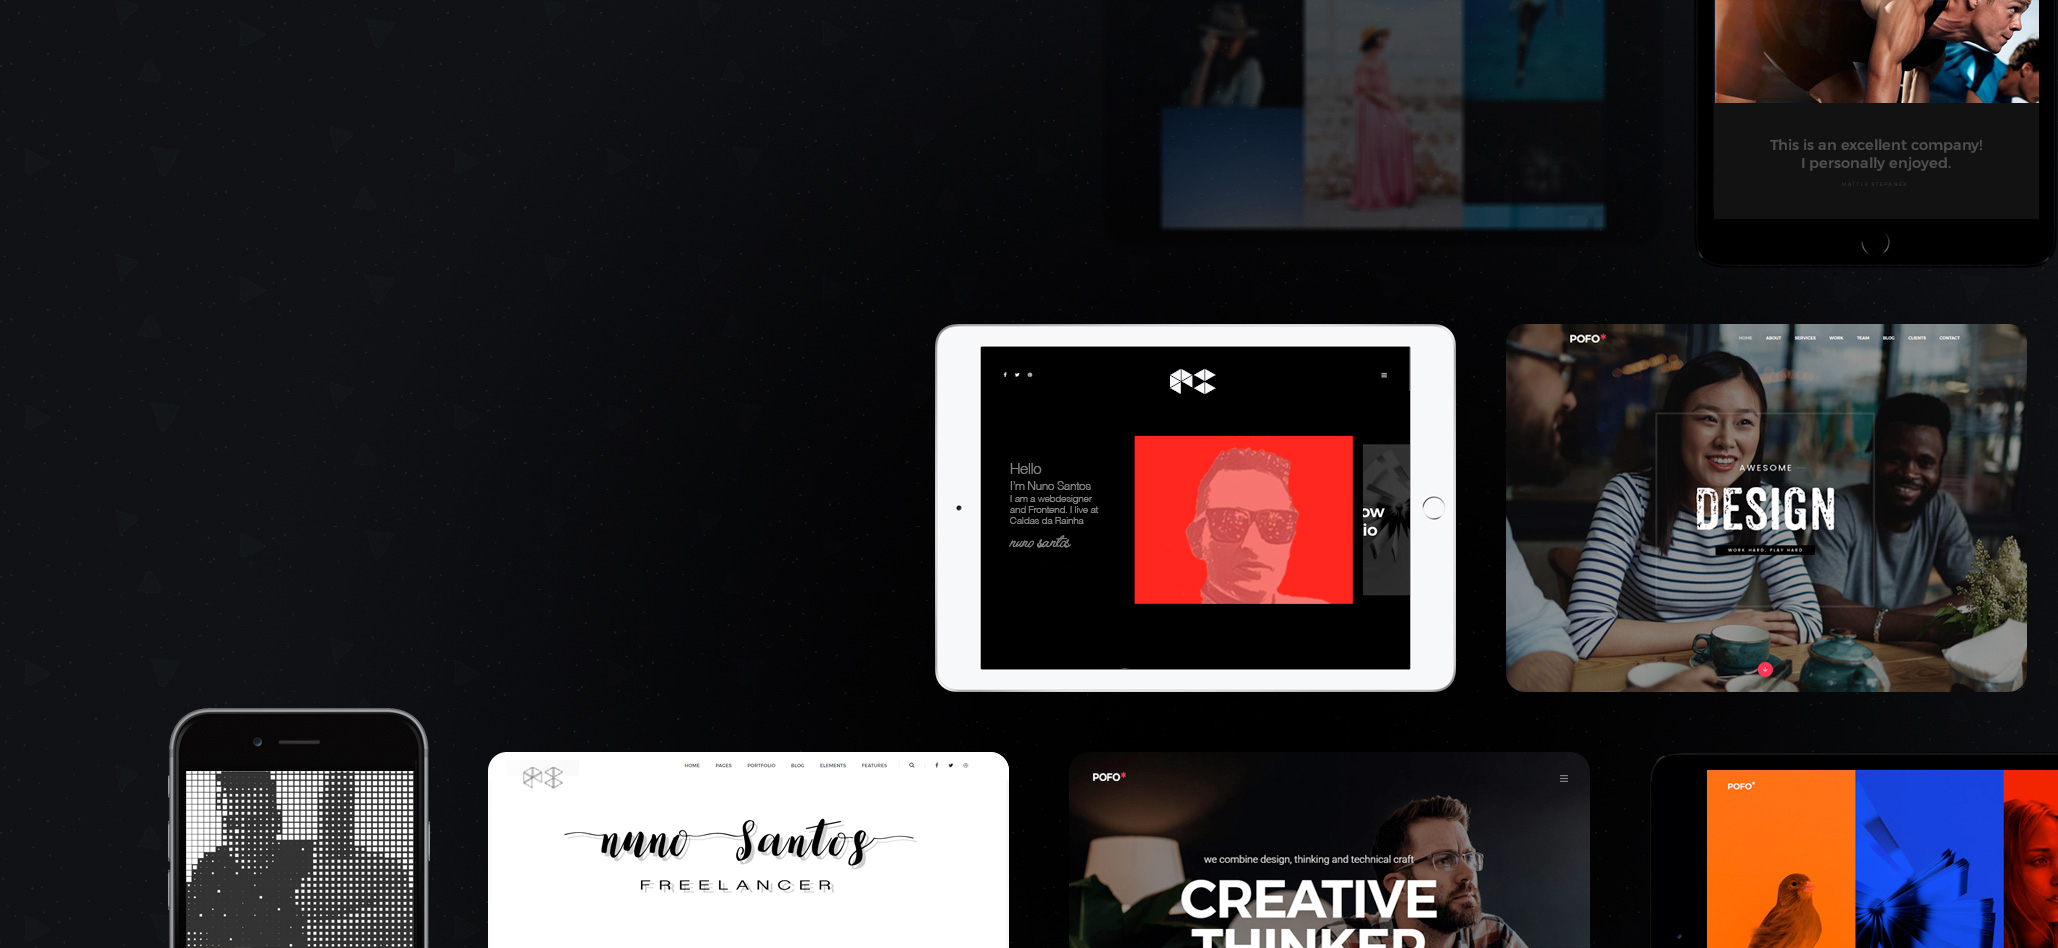 This is an excellent company!
I personally enjoyed.
Hello
I'm Nuno Santos
I am a webdesigner
and Frontend. I live at
Caldas da Rainha
nuno santos
ow
io
POFO*
HOME ABOUT SERVICES WORK TEAM BLOG CLIENTS CONTACT
AWESOME
DESIGN
WORK HARD, PLAY HARD
HOME PAGES PORTFOLIO BLOG ELEMENTS FEATURES
nuno Santos
FREELANCER
POFO*
we combine design, thinking and technical craft
CREATIVE
THINKER
POFO*